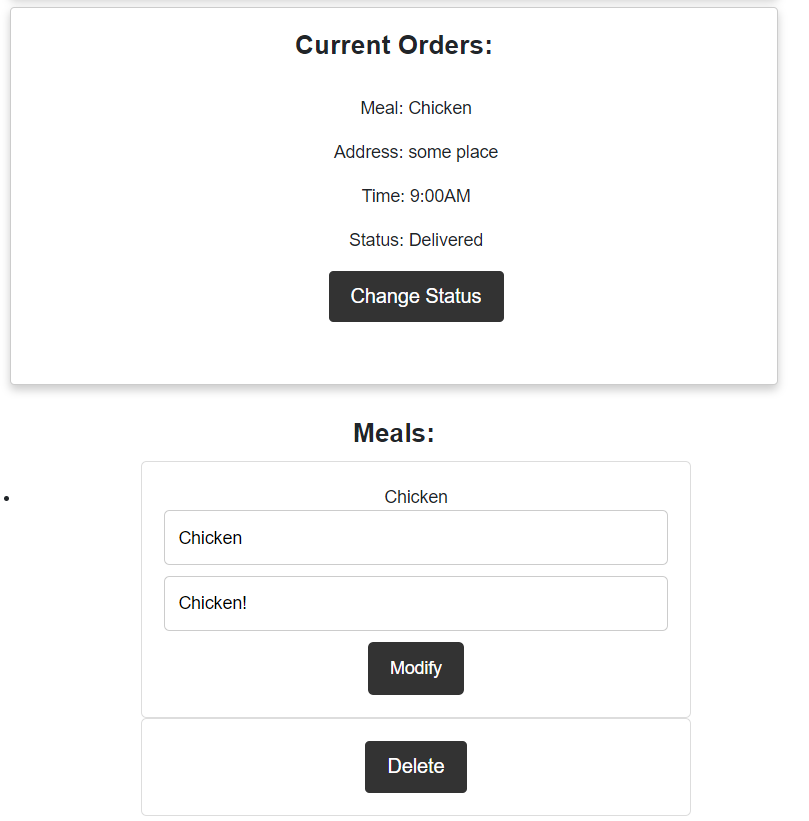 Current Orders:
Meal: Chicken
Address: some place
Time: 9:00AM
Status: Delivered
Change Status
Meals:
Chicken
Chicken
Chicken!
Modify
Delete